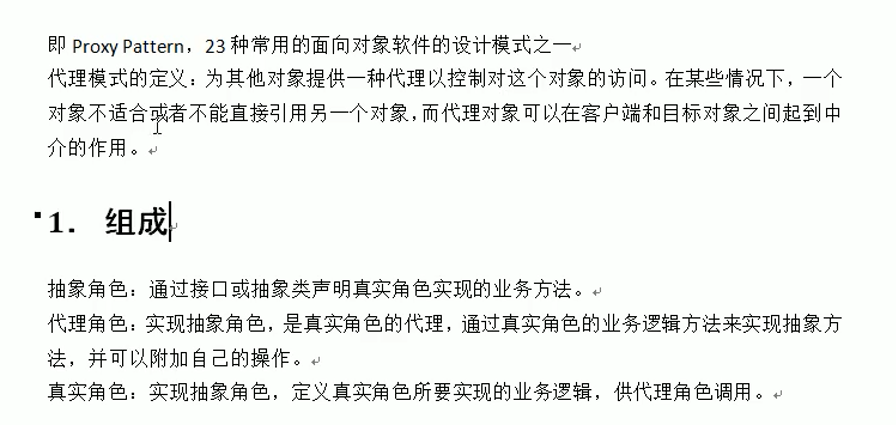 即 Proxy Pattern，23 种常用的面向对象软件的设计模式之一
代理模式的定义：为其他对象提供一种代理以控制对这个对象的访问。在某些情况下，一个
对象不适合或者不能直接引用另一个对象，而代理对象可以在客户端和目标对象之间起到中
介的作用。
1. 组成
抽象角色：通过接口或抽象类声明真实角色实现的业务方法。
代理角色：实现抽象角色，是真实角色的代理，通过真实角色的业务逻辑方法来实现抽象方
法，并可以附加自己的操作。
真实角色：实现抽象角色，定义真实角色所要实现的业务逻辑，供代理角色调用。